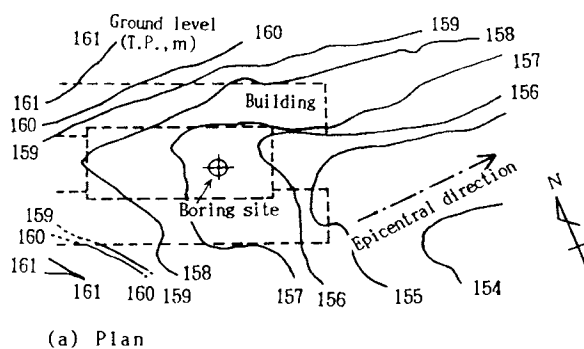 Ground level
(T.P., m)
161
160
159
158
157
156
Building
161
160
159
Boring site
Epicentral direction
N
159
160
161
161
160
159
158
157
156
155
154
(a) Plan